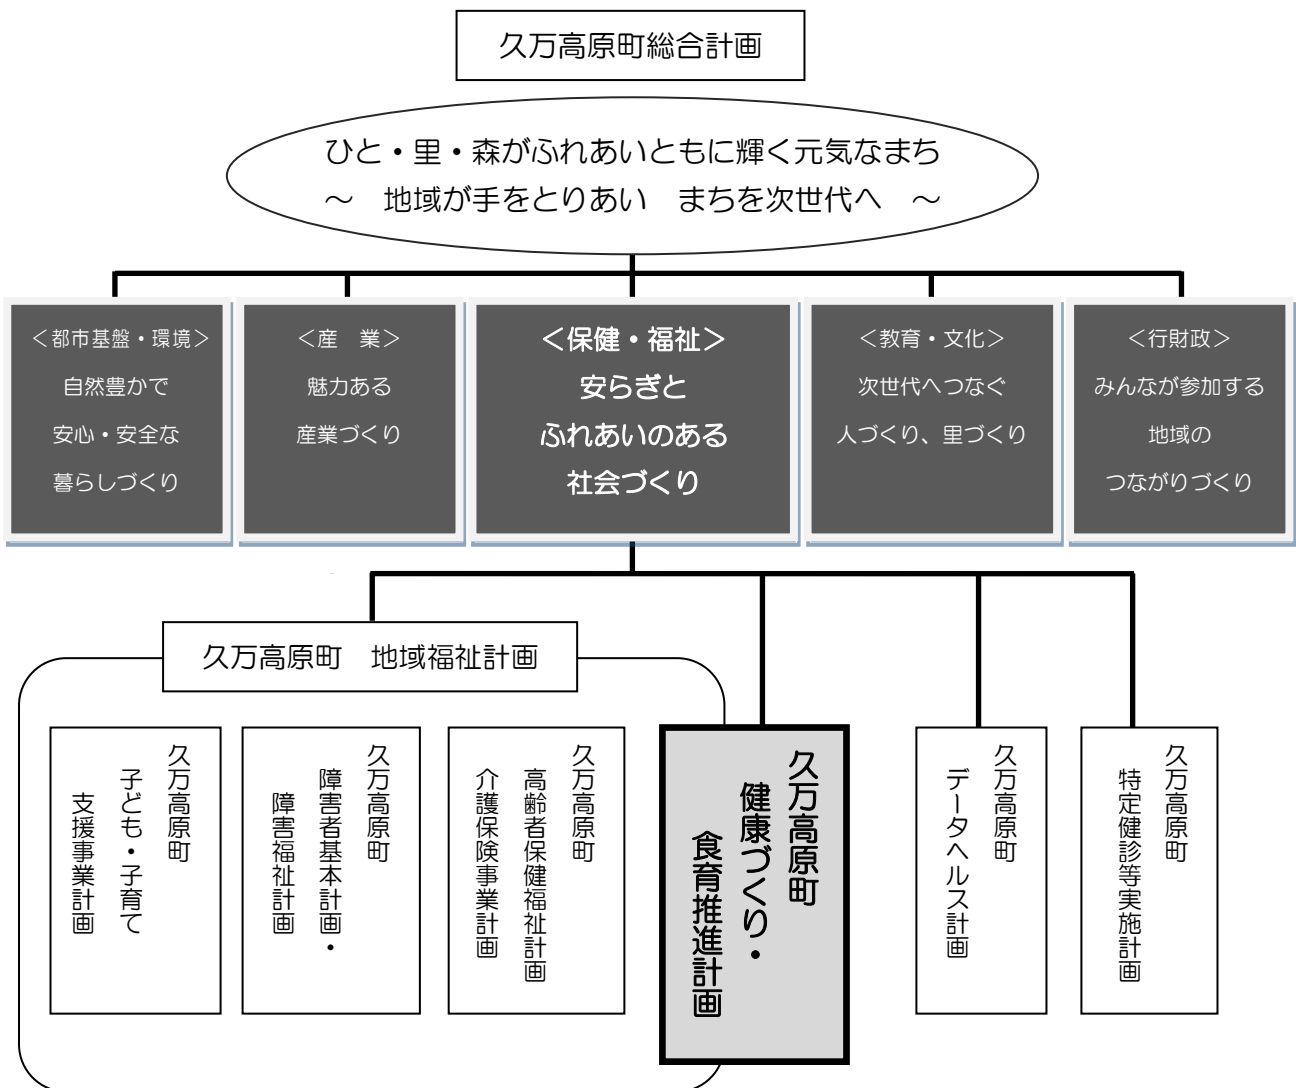 久万高原町総合計画
ひと・里・森がふれあいともに輝く元気なまち
～　地域が手をとりあい　まちを次世代へ　～
＜都市基盤・環境＞
自然豊かで
安心・安全な
暮らしづくり
＜産　業＞
魅力ある
産業づくり
＜保健・福祉＞
安らぎと
ふれあいのある
社会づくり
＜教育・文化＞
次世代へつなぐ
人づくり、里づくり
＜行財政＞
みんなが参加する
地域の
つながりづくり
久万高原町　地域福祉計画
久万高原町
子ども・子育て
支援事業計画
久万高原町
障害者基本計画・
障害福祉計画
久万高原町
高齢者保健福祉計画
介護保険事業計画
久万高原町
健康づくり・
食育推進計画
久万高原町
データヘルス計画
久万高原町
特定健診等実施計画